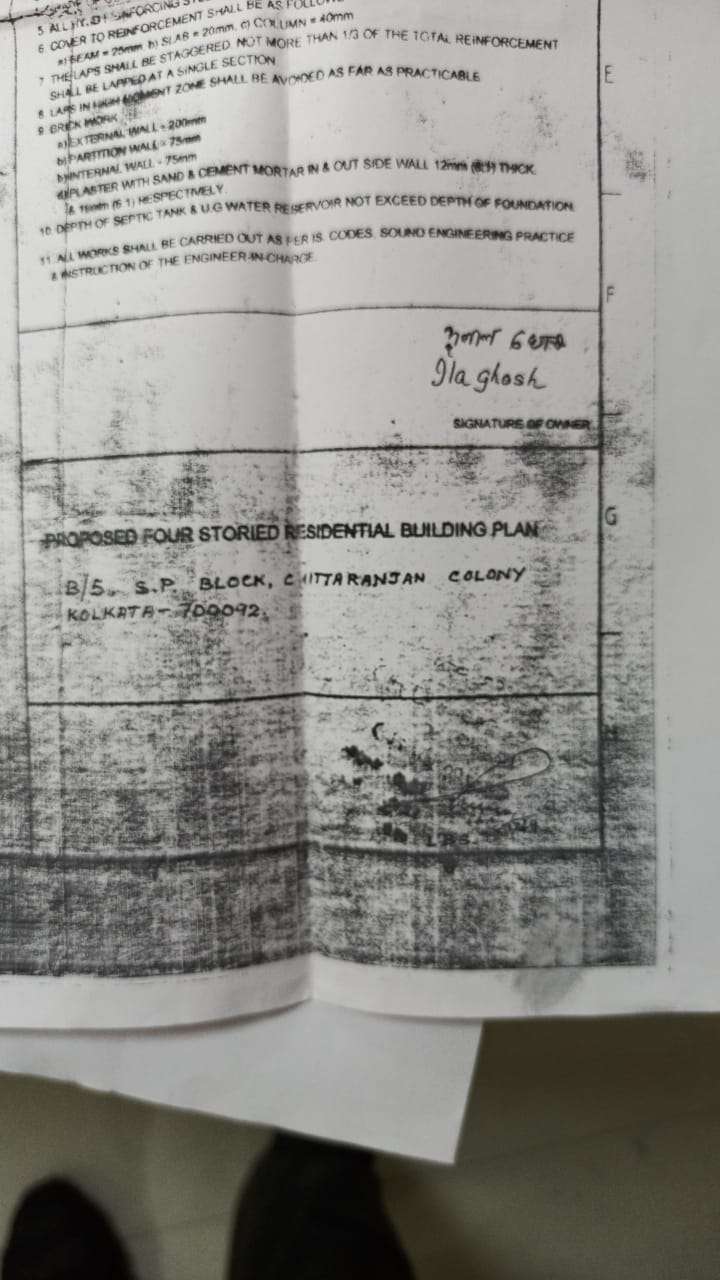 5 ALL
6. COVER TO REINFORCEMENT SHALL BE AS
a) BEAM = 25mm b) SLAB = 20mm, c) COLUMN = 40mm
7 THE LAPS SHALL BE STAGGERED. NOT MORE THAN 1/3 OF THE TOTAL REINFORCEMENT
SHALL BE LAPPED AT A SINGLE SECTION
8 LAPS IN HIGH MOMENT ZONE SHALL BE AVOIDED AS FAR AS PRACTICABLE
9 BRICK WORK
a) EXTERNAL WALL = 200mm
b) PARTITION WALL = 75mm
INTERNAL WALL = 75mm
PLASTER WITH SAND & CEMENT MORTAR IN & OUT SIDE WALL 12mm THICK
(6 1) RESPECTIVELY.
10. DEPTH OF SEPTIC TANK & U.G WATER RESERVOIR NOT EXCEED DEPTH OF FOUNDATION.
11. ALL WORKS SHALL BE CARRIED OUT AS PER IS. CODES. SOUND ENGINEERING PRACTICE
& INSTRUCTION OF THE ENGINEER-IN-CHARGE.
E
F
G
Ila ghosh
SIGNATURE OF OWNER
PROPOSED FOUR STORIED RESIDENTIAL BUILDING PLAN
B/5. S.P. BLOCK, CHITTARANJAN COLONY
KOLKATA-700092.